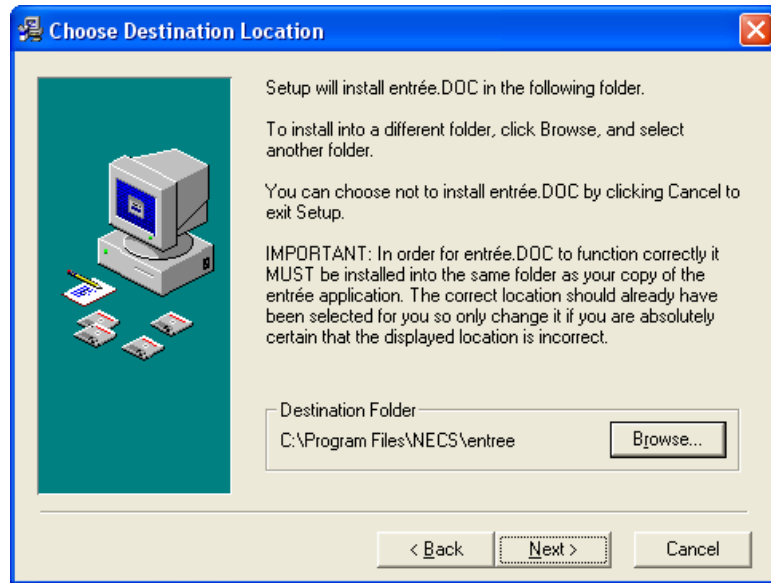 Choose Destination Location
Setup will install entrée.DOC in the following folder.
To install into a different folder, click Browse, and select
another folder.
You can choose not to install entrée.DOC by clicking Cancel to
exit Setup.
IMPORTANT: In order for entrée.DOC to function correctly it
MUST be installed into the same folder as your copy of the
entrée application. The correct location should already have
been selected for you so only change it if you are absolutely
certain that the displayed location is incorrect.
Destination Folder
C:\Program Files\NECS\entree
Browse...
< Back
Next >
Cancel